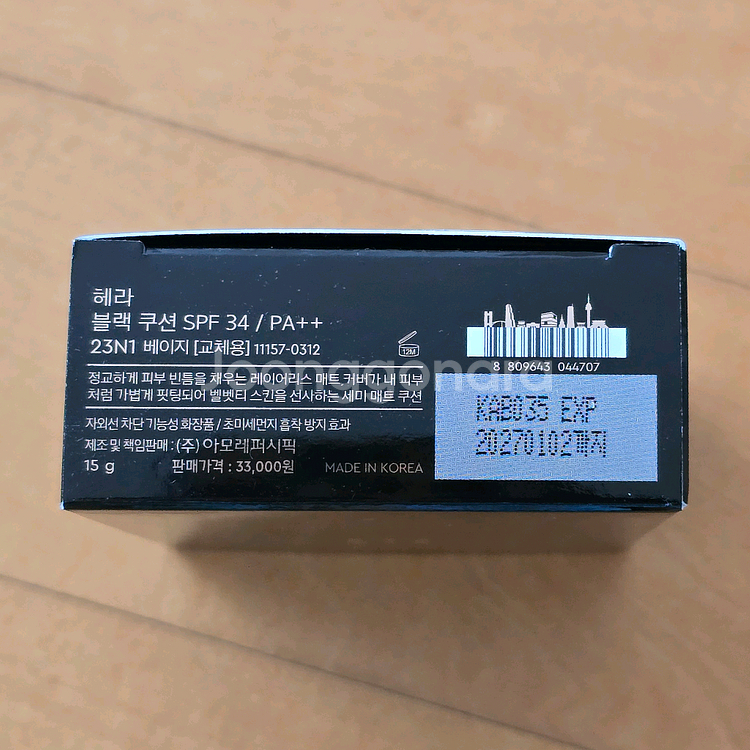 헤라
블랙 쿠션 SPF 34 / PA++
23N1 베이지 [교체용] 11157-0312
12M
정교하게 피부 빈틈을 채우는 레이어리스 매트 커버가 내 피부
처럼 가볍게 핏팅되어 벨벳티 스킨을 선사하는 세미 매트 쿠션
자외선 차단 기능성 화장품 / 초미세먼지 흡착 방지 효과
제조 및 책임판매 : (주) 아모레퍼시픽
15 g 판매가격 : 33,000원 MADE IN KOREA
8 809643 044707
KAB035 EXP
20270102까지